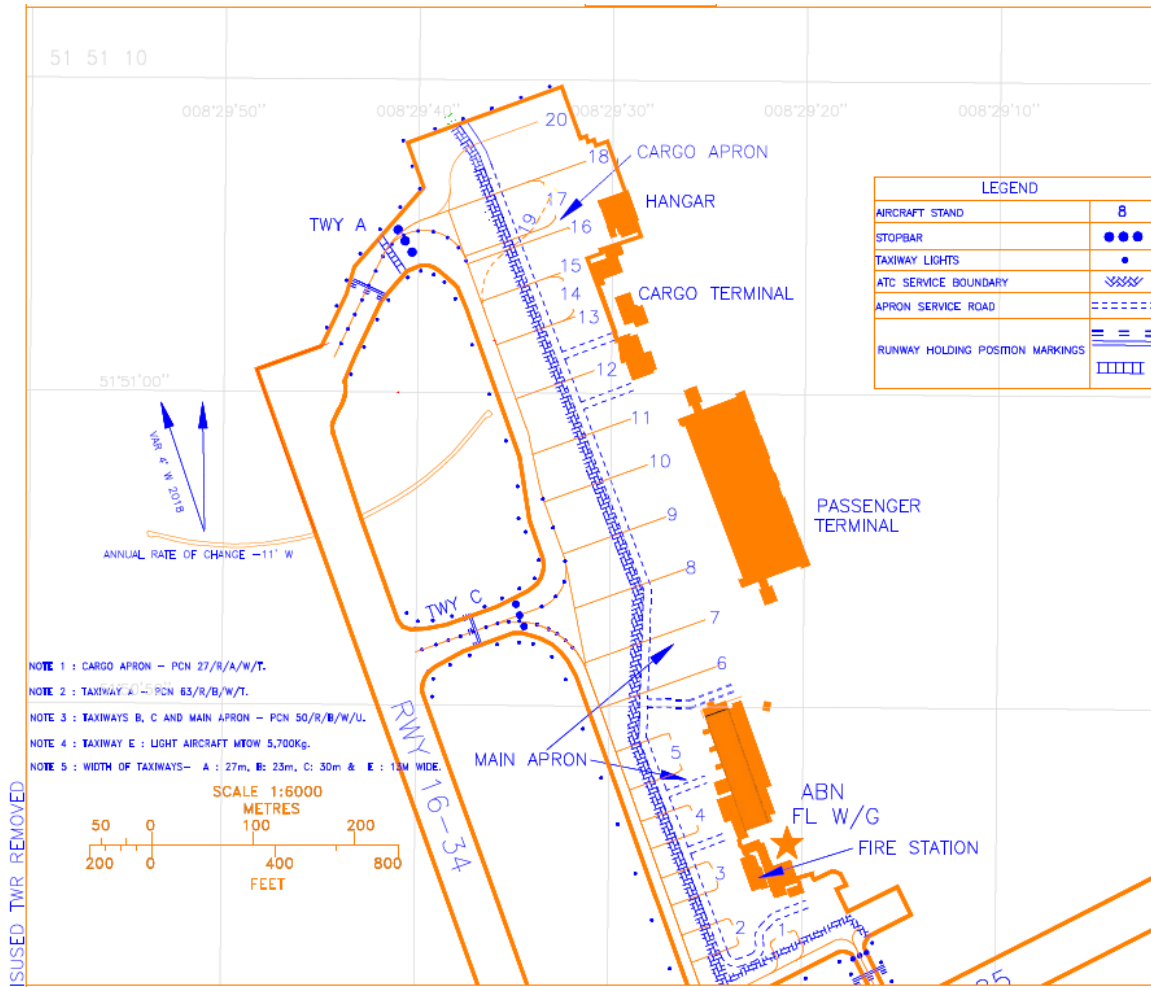 51 51 10
008°29'50''
008°29'40''
008°29'30''
008°29'20''
008°29'10''
20
CARGO APRON
18
HANGAR
17
19
16
TWY A
15
CARGO TERMINAL
14
13
LEGEND
AIRCRAFT STAND 8
STOPBAR
TAXIWAY LIGHTS
ATC SERVICE BOUNDARY
APRON SERVICE ROAD
RUNWAY HOLDING POSITION MARKINGS
51°51'00''
12
11
10
9
8
7
6
VAR 4° W 2018
ANNUAL RATE OF CHANGE -11' W
PASSENGER
TERMINAL
TWY C
NOTE 1 : CARGO APRON - PCN 27/R/A/W/T.
NOTE 2 : TAXIWAY A - PCN 63/R/B/W/T.
NOTE 3 : TAXIWAYS B, C AND MAIN APRON - PCN 50/R/B/W/U.
NOTE 4 : TAXIWAY E : LIGHT AIRCRAFT MTOW 5,700Kg.
NOTE 5 : WIDTH OF TAXIWAYS- A : 27m, B: 23m, C: 30m & E : 13M WIDE.
RWY 16-34
MAIN APRON
5
4
3
2
1
ABN
FL W/G
FIRE STATION
SCALE 1:6000
METRES
50 0 100 200
200 0 400 800
FEET
ISUSED TWR REMOVED